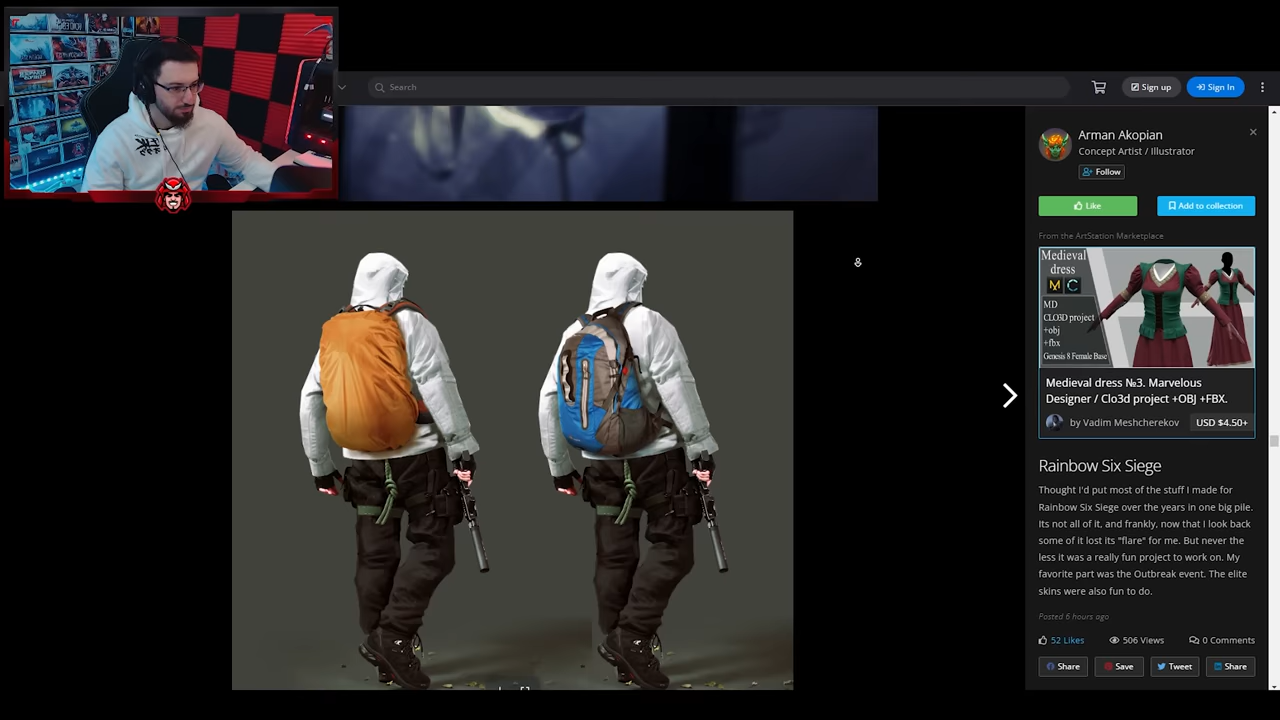 Search
Sign up
Sign In
Arman Akopian
Concept Artist / Illustrator
Follow
Like
Add to collection
From the ArtStation Marketplace
Medieval
dress
M C
MD
CLO3D project
+obj
+fbx
Genesis 8 Female Base
Medieval dress №3. Marvelous
Designer / Clo3d project +OBJ +FBX.
by Vadim Meshcherekov
USD $4.50+
Rainbow Six Siege
Thought I'd put most of the stuff I made for
Rainbow Six Siege over the years in one big pile.
Its not all of it, and frankly, now that I look back
some of it lost its "flare" for me. But never the
less it was a really fun project to work on. My
favorite part was the Outbreak event. The elite
skins were also fun to do.
Posted 6 hours ago
52 Likes
506 Views
0 Comments
Share
Save
Tweet
Share